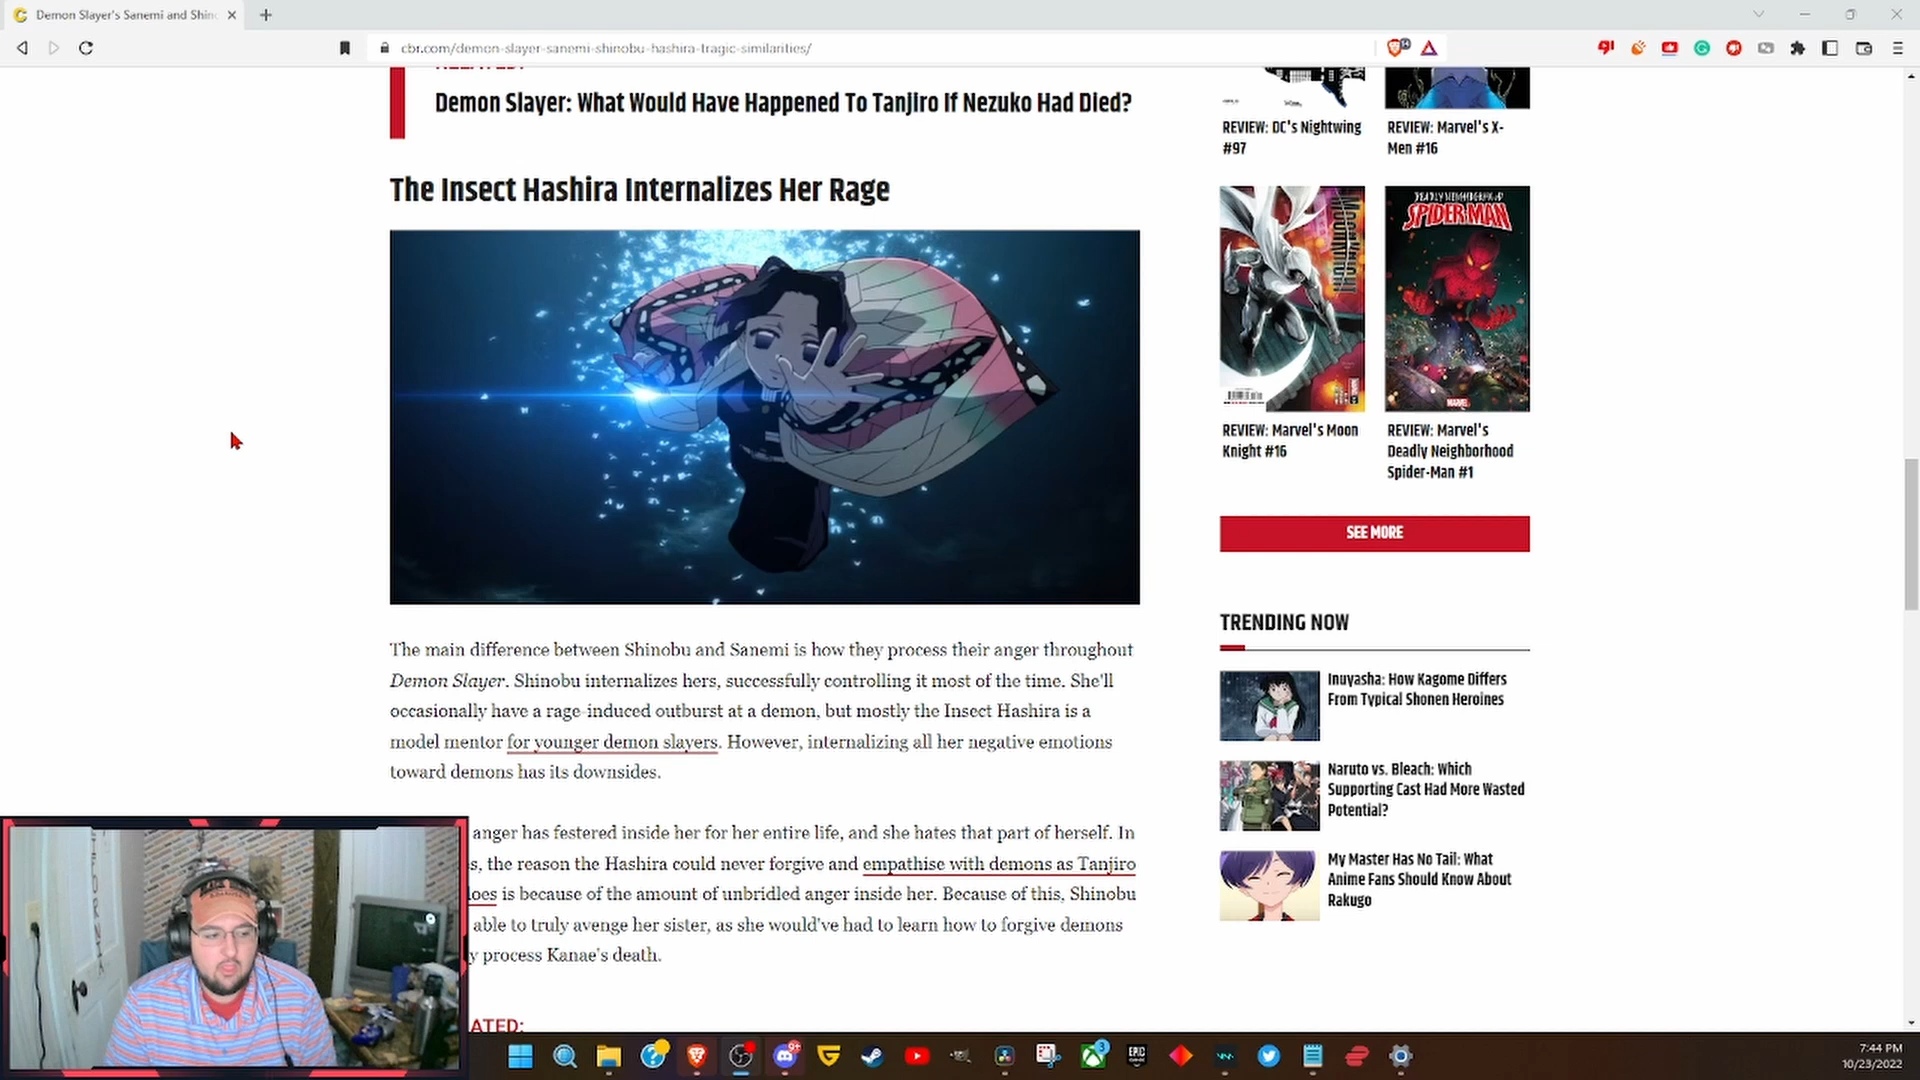 Demon Slayer's Sanemi and Shin
cbr.com/demon-slayer-sanemi-shinobu-hashira-tragic-similarities/
Demon Slayer: What Would Have Happened To Tanjiro If Nezuko Had Died?
The Insect Hashira Internalizes Her Rage
The main difference between Shinobu and Sanemi is how they process their anger throughout
Demon Slayer. Shinobu internalizes hers, successfully controlling it most of the time. She'll
occasionally have a rage-induced outburst at a demon, but mostly the Insect Hashira is a
model mentor for younger demon slayers. However, internalizing all her negative emotions
toward demons has its downsides.
anger has festered inside her for her entire life, and she hates that part of herself. In
s, the reason the Hashira could never forgive and empathise with demons as Tanjiro
does is because of the amount of unbridled anger inside her. Because of this, Shinobu
able to truly avenge her sister, as she would've had to learn how to forgive demons
y process Kanae's death.
ATED:
REVIEW: DC's Nightwing
#97
REVIEW: Marvel's X-
Men #16
DEADLY NEIGHBORHOOD
SPIDER-MAN
MARVEL
REVIEW: Marvel's Moon
Knight #16
REVIEW: Marvel's
Deadly Neighborhood
Spider-Man #1
SEE MORE
TRENDING NOW
Inuyasha: How Kagome Differs
From Typical Shonen Heroines
Naruto vs. Bleach: Which
Supporting Cast Had More Wasted
Potential?
My Master Has No Tail: What
Anime Fans Should Know About
Rakugo
9+
3
EPIC
7:44 PM
10/23/2022